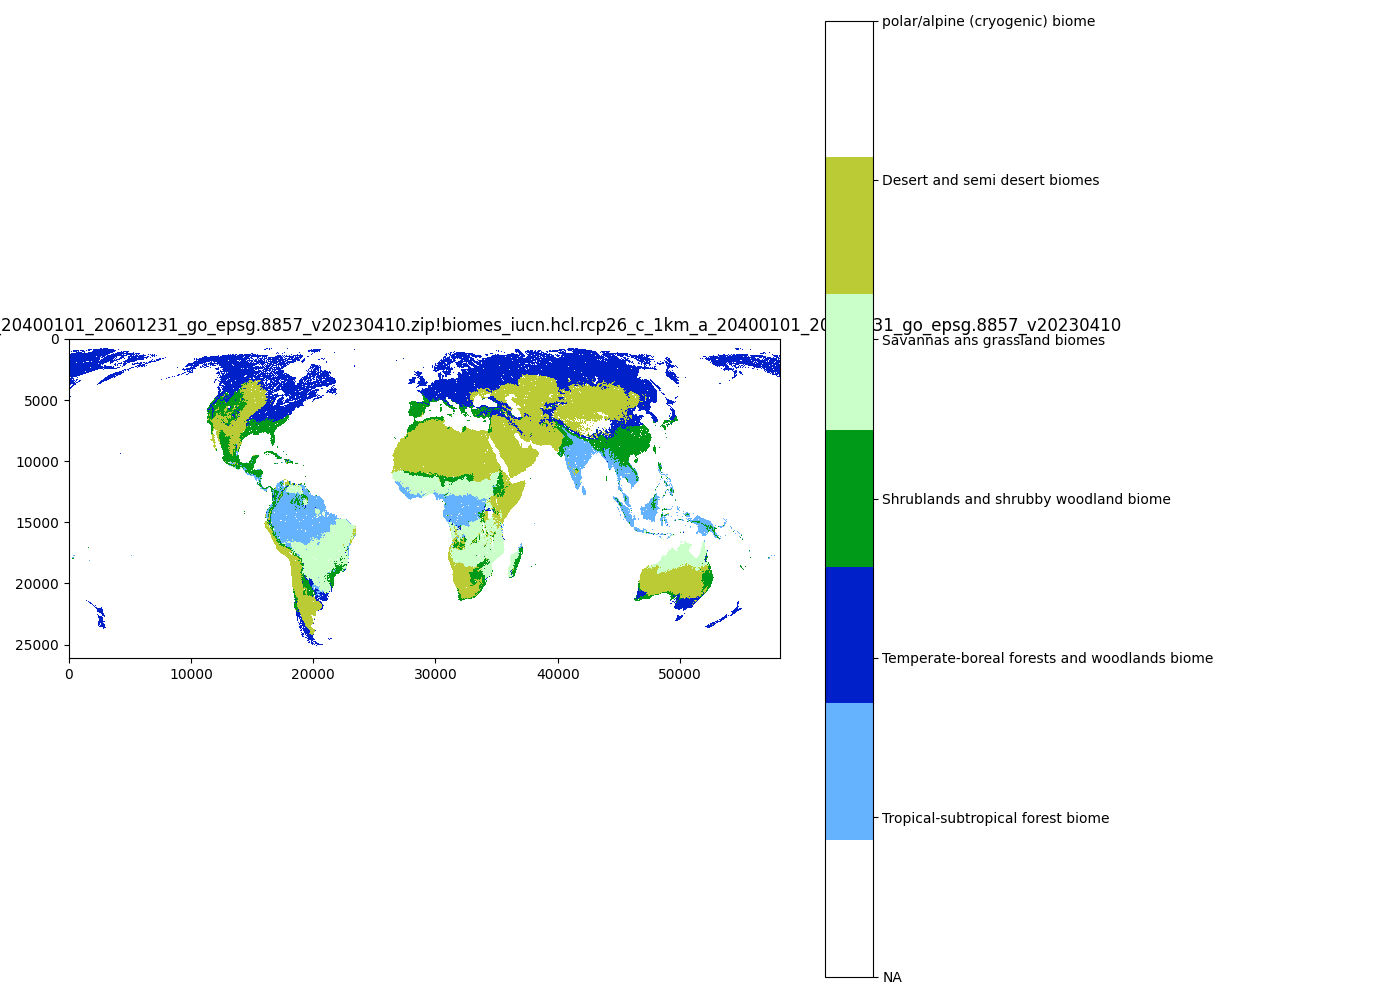 polar/alpine (cryogenic) biome
Desert and semi desert biomes
_20400101_20601231_go_epsg.8857_v20230410.zip!biomes_iucn.hcl.rcp26_c_1km_a_20400101_20 31_go_epsg.8857_v20230410
Savannas ans grassland biomes
Shrublands and shrubby woodland biome
Temperate-boreal forests and woodlands biome
Tropical-subtropical forest biome
NA
0
5000
10000
15000
20000
25000
0 10000 20000 30000 40000 50000